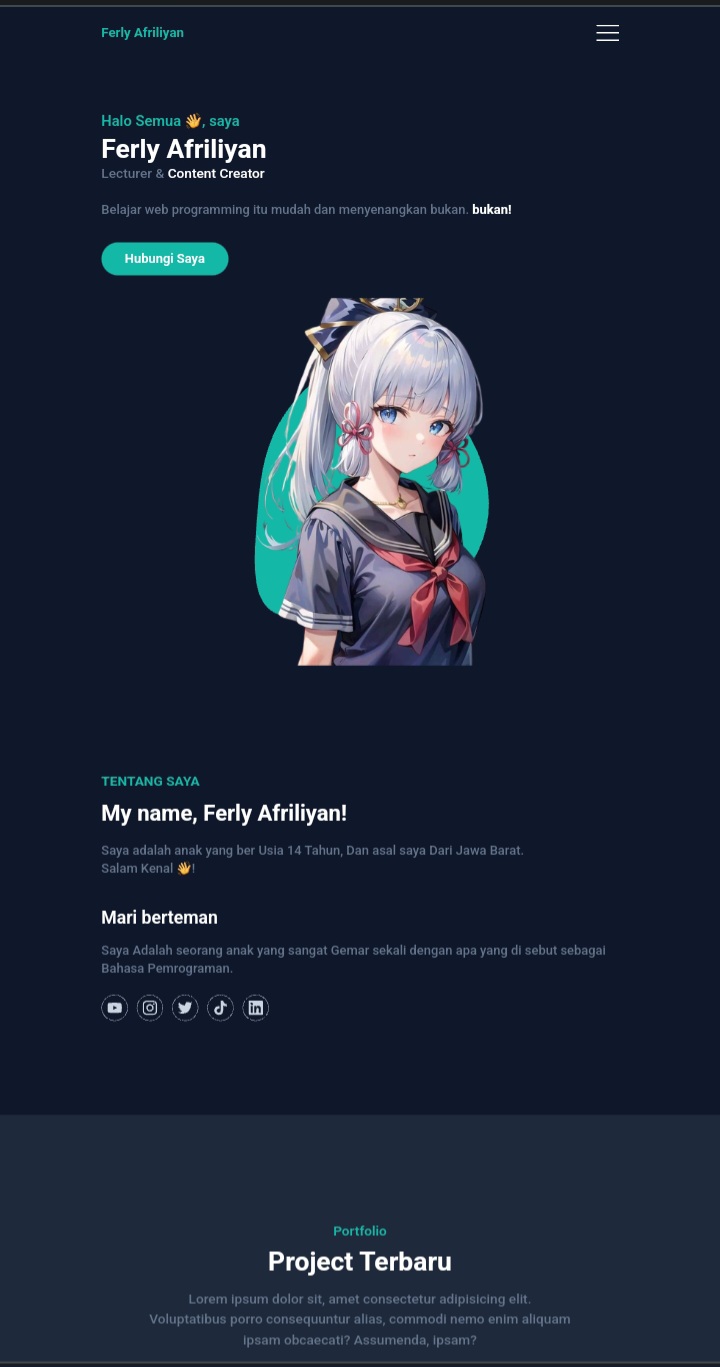 Ferly Afriliyan
Halo Semua 👋, saya
Ferly Afriliyan
Lecturer & Content Creator
Belajar web programming itu mudah dan menyenangkan bukan. bukan!
Hubungi Saya
TENTANG SAYA
My name, Ferly Afriliyan!
Saya adalah anak yang ber Usia 14 Tahun, Dan asal saya Dari Jawa Barat.
Salam Kenal 👋!
Mari berteman
Saya Adalah seorang anak yang sangat Gemar sekali dengan apa yang di sebut sebagai
Bahasa Pemrograman.
Portfolio
Project Terbaru
Lorem ipsum dolor sit, amet consectetur adipisicing elit.
Voluptatibus porro consequuntur alias, commodi nemo enim aliquam
ipsam obcaecati? Assumenda, ipsam?